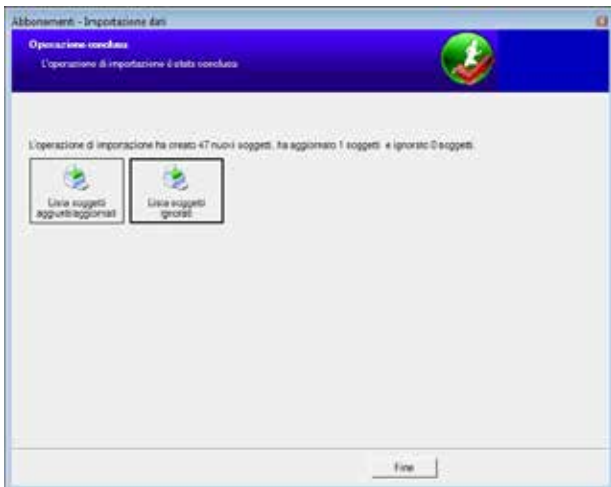 Abbonamenti - Importazione dati
Operazione conclusa
L'operazione di importazione è stata conclusa
L'operazione di importazione ha creato 47 nuovi soggetti, ha aggiornato 1 soggetti e ignorato 0 soggetti.
Lista soggetti
aggiunti/aggiornati
Lista soggetti
ignorati
Fine